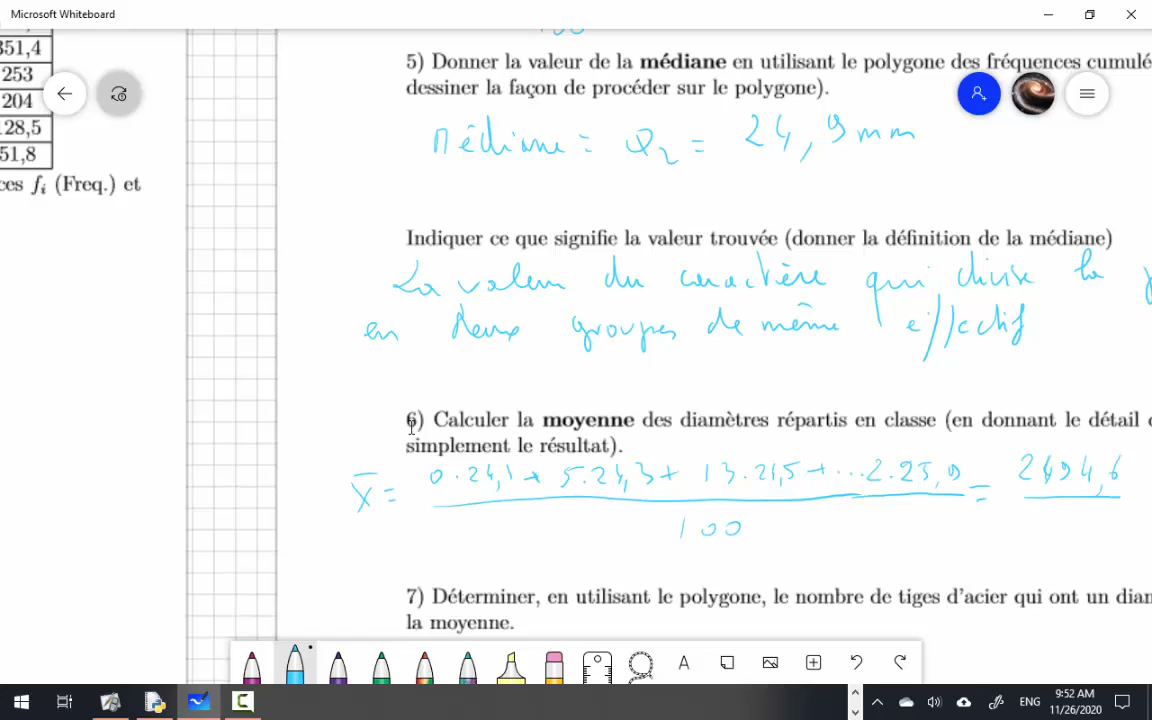 Microsoft Whiteboard
351,4
253
204
128,5
51,8
ces fi (Freq.) et
5) Donner la valeur de la médiane en utilisant le polygone des fréquences cumulé
dessiner la façon de procéder sur le polygone).
Médiane = Q2 = 24,9 mm
Indiquer ce que signifie la valeur trouvée (donner la définition de la médiane)
La valeur du caractère qui divise la p
en deux groupes de même effectif
6) Calculer la moyenne des diamètres répartis en classe (en donnant le détail
simplement le résultat).
X̄ = 0.24,1 + 5.24,3 + 13.24,5 + ...2.25,9 = 2494,6
100
7) Déterminer, en utilisant le polygone, le nombre de tiges d'acier qui ont un dia
la moyenne.
A
ENG
9:52 AM
11/26/2020